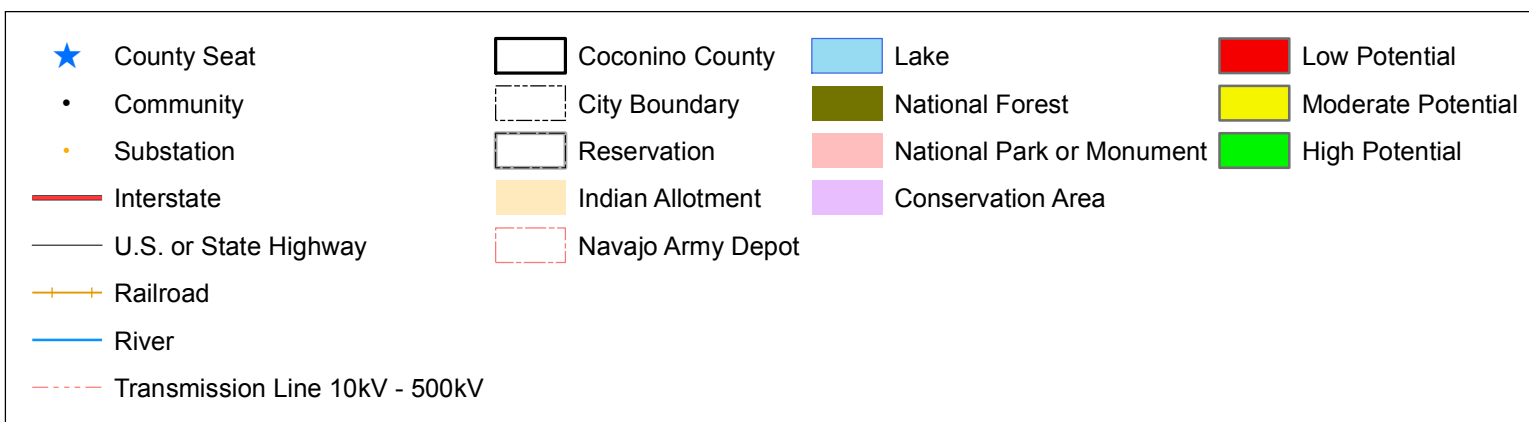 County Seat
Community
Substation
Interstate
U.S. or State Highway
Railroad
River
Transmission Line 10kV - 500kV
Coconino County
City Boundary
Reservation
Indian Allotment
Navajo Army Depot
Lake
National Forest
National Park or Monument
Conservation Area
Low Potential
Moderate Potential
High Potential